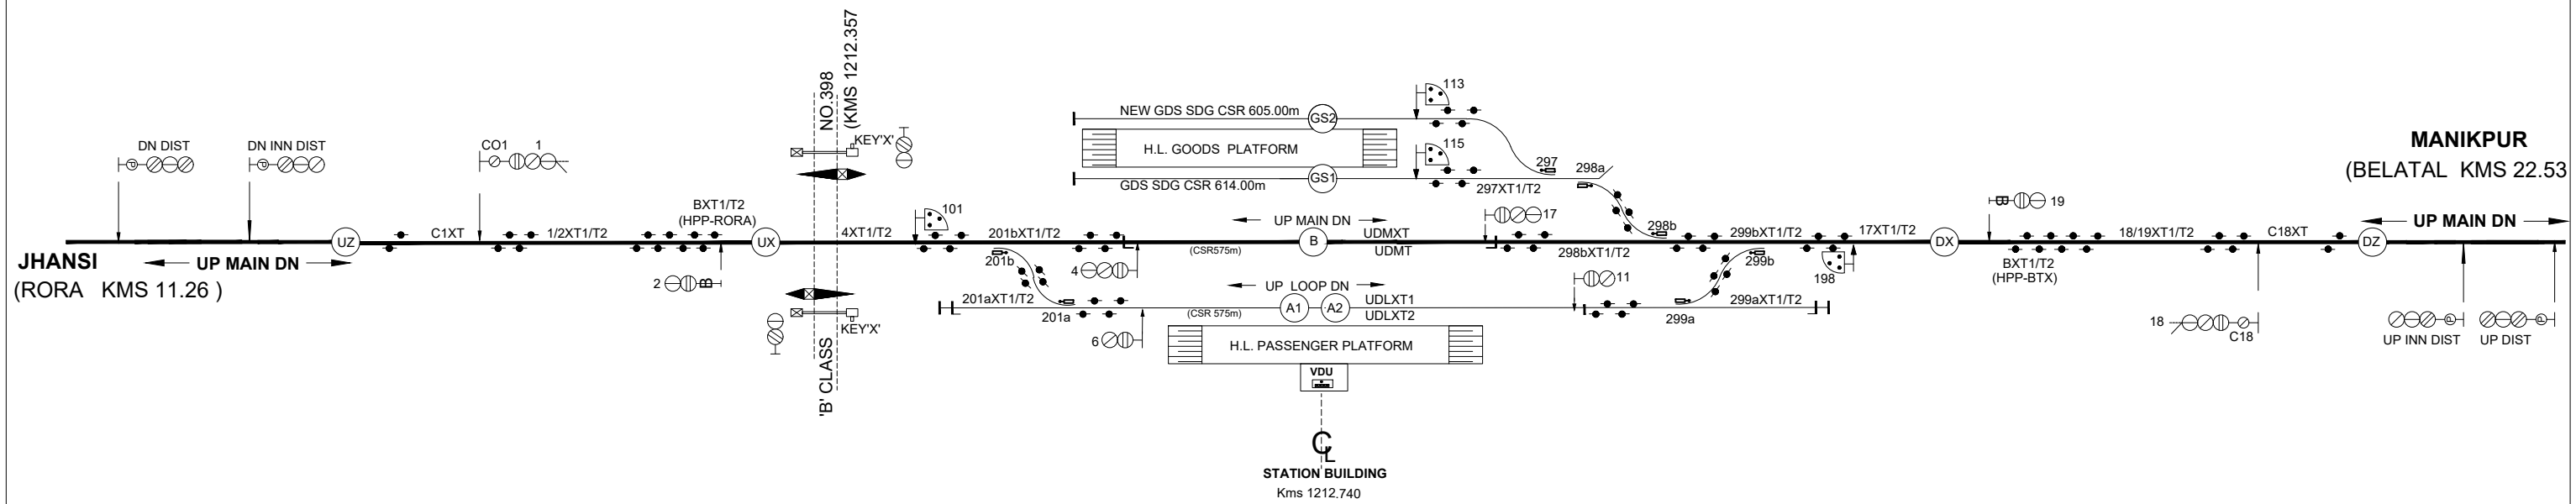 NO.398
(KMS 1212.357
DN DIST
DN INN DIST
CO1
1
KEY'X'
113
NEW GDS SDG CSR 605.00m
GS2
H.L. GOODS PLATFORM
115
GDS SDG CSR 614.00m
GS1
297
298a
297XT1/T2
MANIKPUR
(BELATAL KMS 22.53
UP MAIN DN
BXT1/T2
(HPP-RORA)
101
UP MAIN DN
17
298b
B
19
JHANSI
(RORA KMS 11.26 )
UP MAIN DN
UZ
C1XT
1/2XT1/T2
UX
4XT1/T2
201bXT1/T2
(CSR575m)
B
UDMXT
UDMT
298bXT1/T2
299bXT1/T2
17XT1/T2
DX
18/19XT1/T2
C18XT
DZ
BXT1/T2
(HPP-BTX)
2
B
201b
4
299b
198
11
UP LOOP DN
201aXT1/T2
201a
(CSR 575m)
A1
A2
UDLXT1
UDLXT2
299a
299aXT1/T2
KEY'X'
'B' CLASS
6
H.L. PASSENGER PLATFORM
18
C18
UP INN DIST
UP DIST
P
P
P
P
VDU
CL
STATION BUILDING
Kms 1212.740